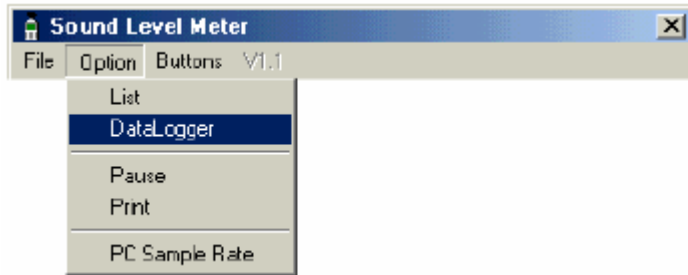 Sound Level Meter
File Option Buttons V1.1
List
DataLogger
Pause
Print
PC Sample Rate